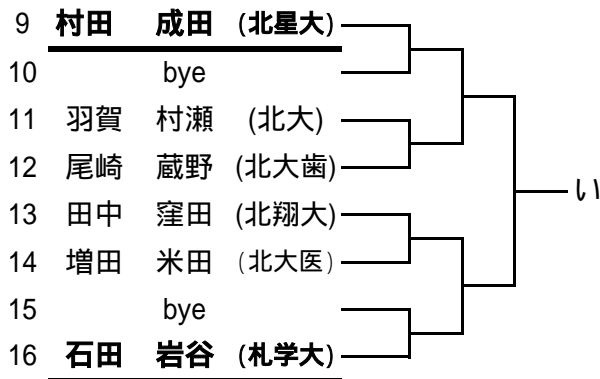 9 村田 成田 (北星大)
10 bye
11 羽賀 村瀬 (北大)
12 尾崎 蔵野 (北大歯)
13 田中 窪田 (北翔大)
14 増田 米田 (北大医)
15 bye
16 石田 岩谷 (札学大)
い